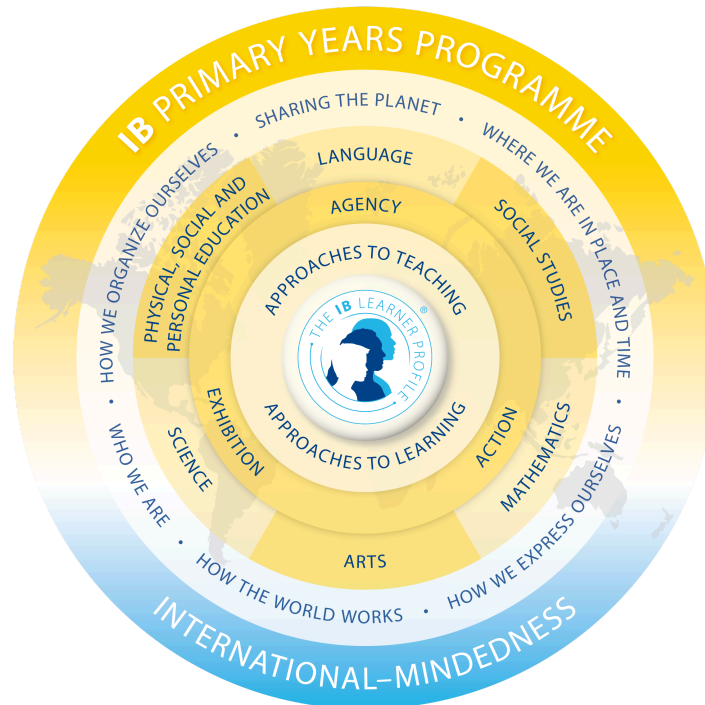 IB PRIMARY YEARS PROGRAMME
SHARING THE PLANET
•
WHERE WE ARE IN PLACE AND TIME
•
HOW WE EXPRESS OURSELVES
•
HOW THE WORLD WORKS
•
WHO WE ARE
•
HOW WE ORGANIZE OURSELVES
•
LANGUAGE
SOCIAL STUDIES
MATHEMATICS
ARTS
SCIENCE
PHYSICAL, SOCIAL AND
PERSONAL EDUCATION
AGENCY
ACTION
EXHIBITION
APPROACHES TO TEACHING
APPROACHES TO LEARNING
THE IB LEARNER PROFILE ®
INTERNATIONAL–MINDEDNESS